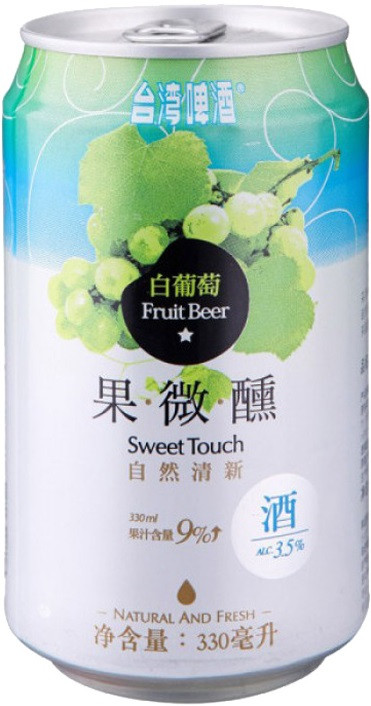 台湾啤酒®
白葡萄
Fruit Beer
果·微·醺
Sweet Touch
自然清新
330ml
果汁含量9%↑
酒
ALC. 3.5%
NATURAL AND FRESH
净含量：330毫升